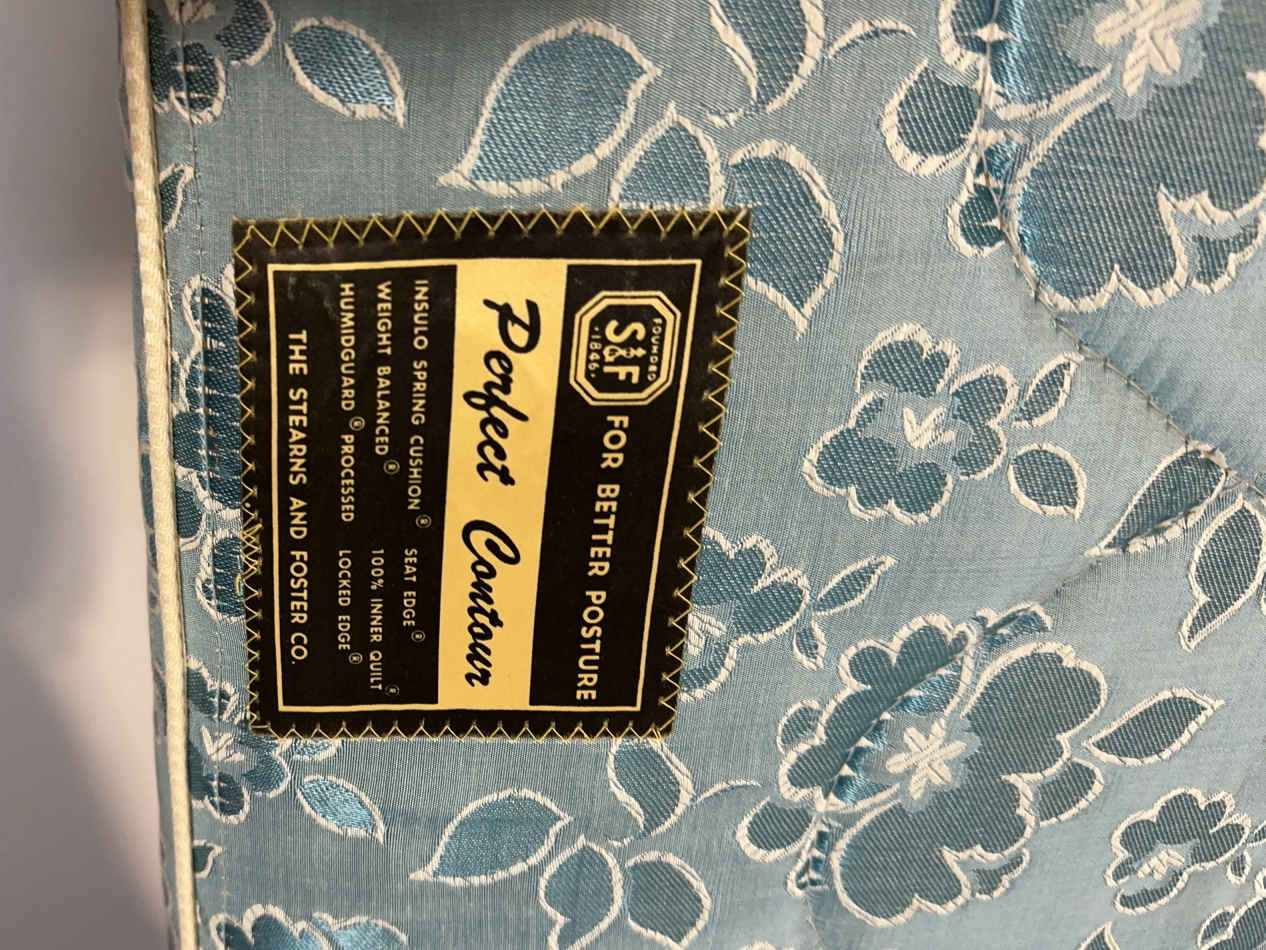 FOUNDED
S&F
·1846·
FOR BETTER POSTURE
Perfect Contour
INSULO SPRING CUSHION® SEAT EDGE®
WEIGHT BALANCED® 100% INNER QUILT®
HUMIDGUARD® PROCESSED LOCKED EDGE®
THE STEARNS AND FOSTER CO.